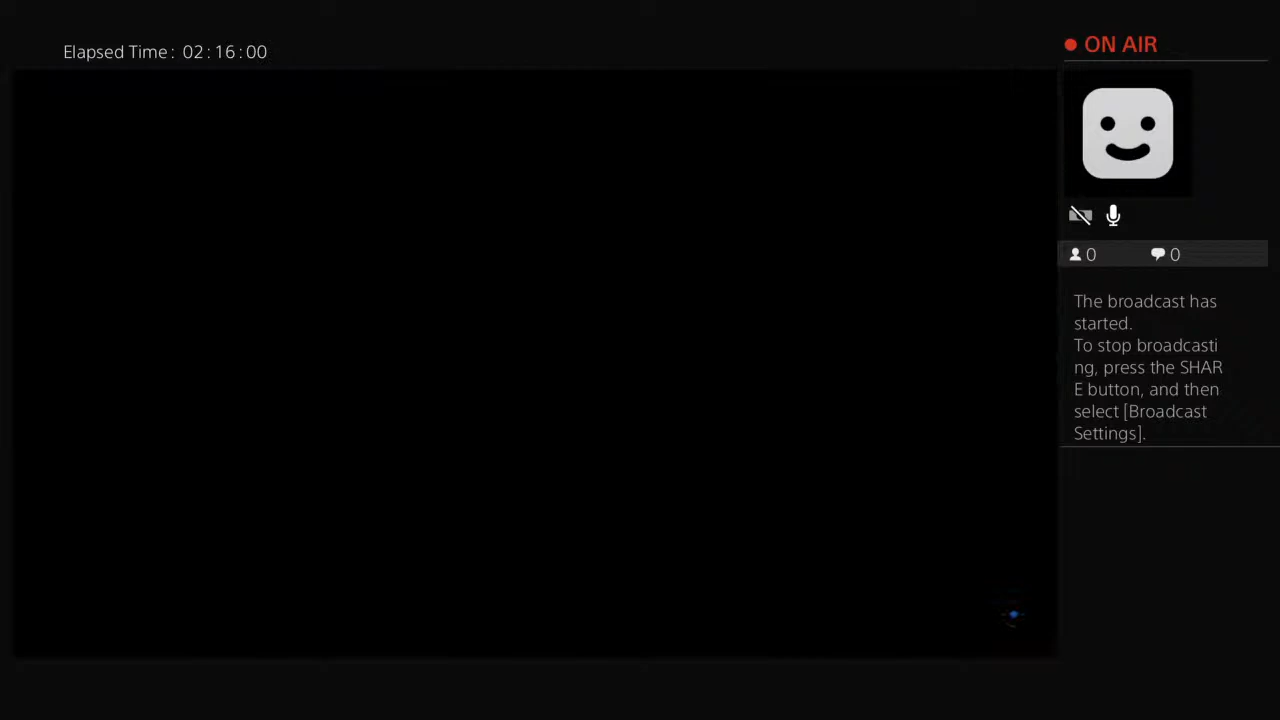 Elapsed Time: 02:16:00
ON AIR
0 0
The broadcast has
started.
To stop broadcasti
ng, press the SHAR
E button, and then
select [Broadcast
Settings].